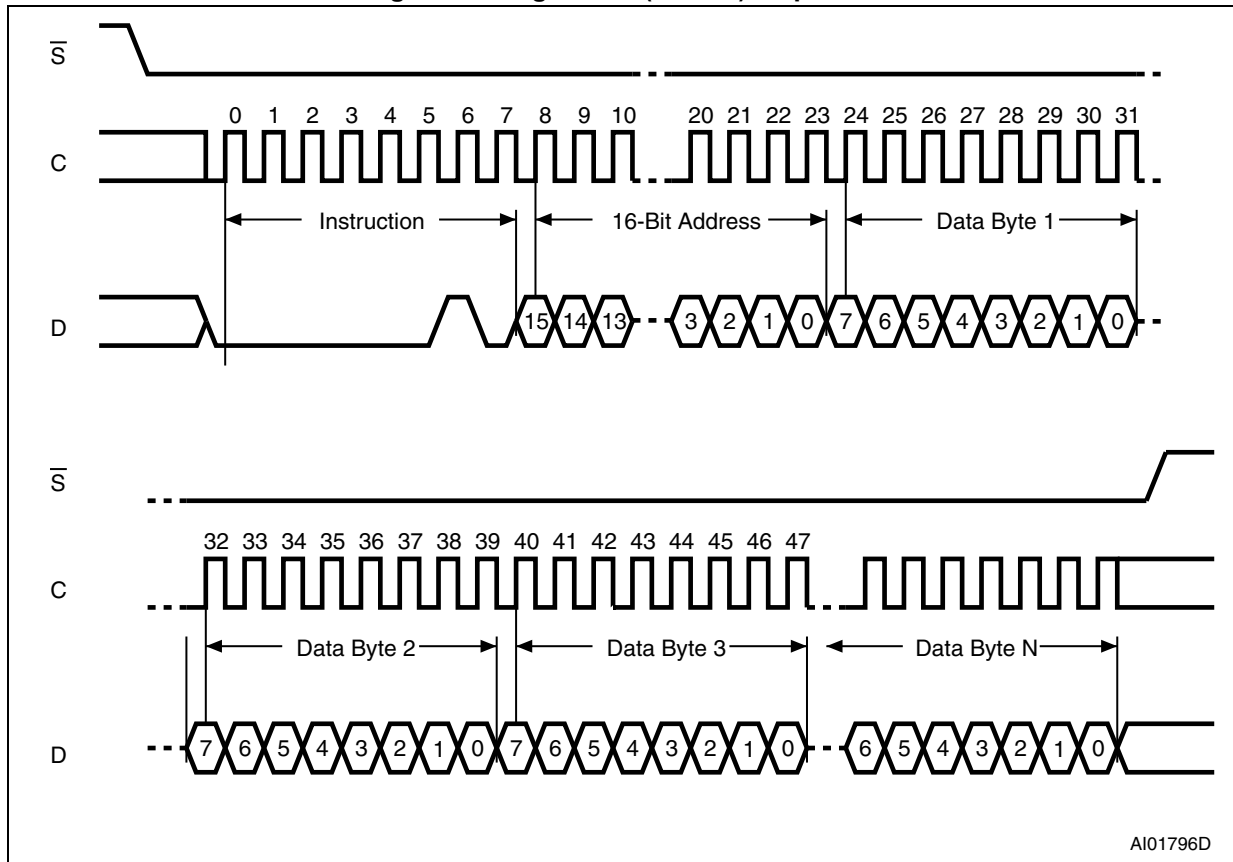 S
0 1 2 3 4 5 6 7 8 9 10 20 21 22 23 24 25 26 27 28 29 30 31
C
Instruction 16-Bit Address Data Byte 1
D 15 14 13 3 2 1 0 7 6 5 4 3 2 1 0
S
32 33 34 35 36 37 38 39 40 41 42 43 44 45 46 47
C
Data Byte 2 Data Byte 3 Data Byte N
D 7 6 5 4 3 2 1 0 7 6 5 4 3 2 1 0 6 5 4 3 2 1 0
AI01796D